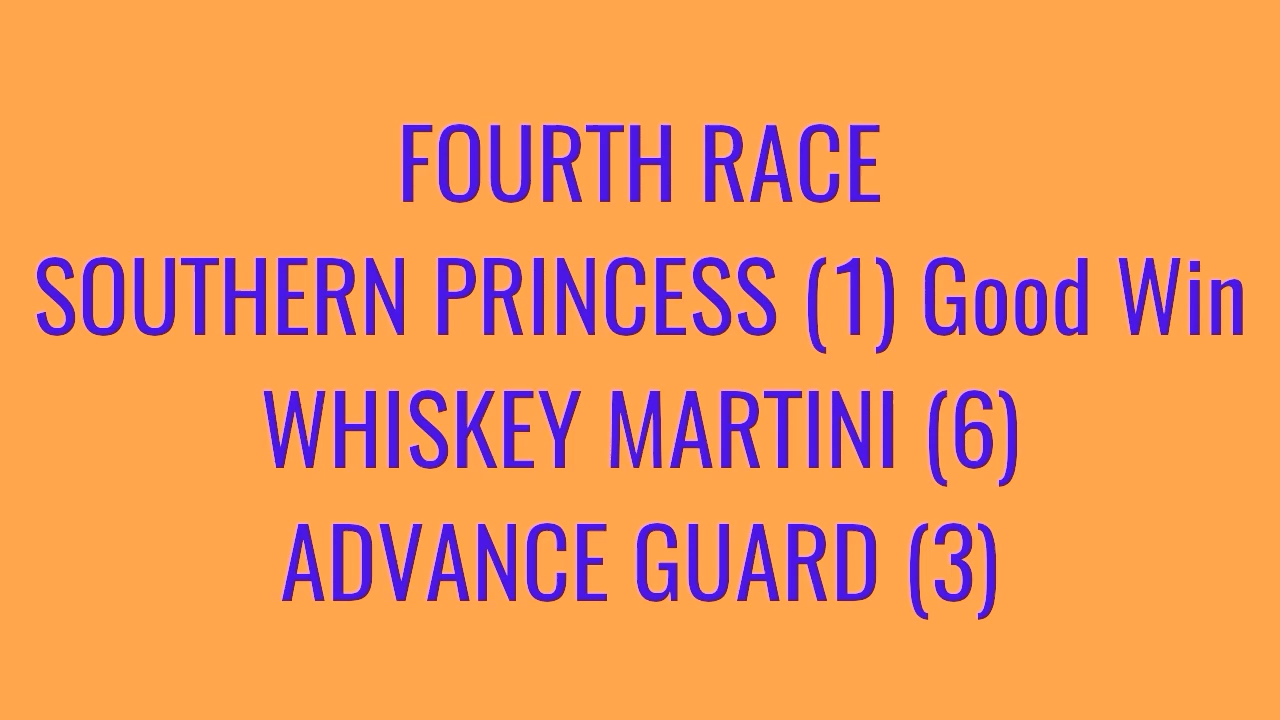 FOURTH RACE
SOUTHERN PRINCESS (1) Good Win
WHISKEY MARTINI (6)
ADVANCE GUARD (3)